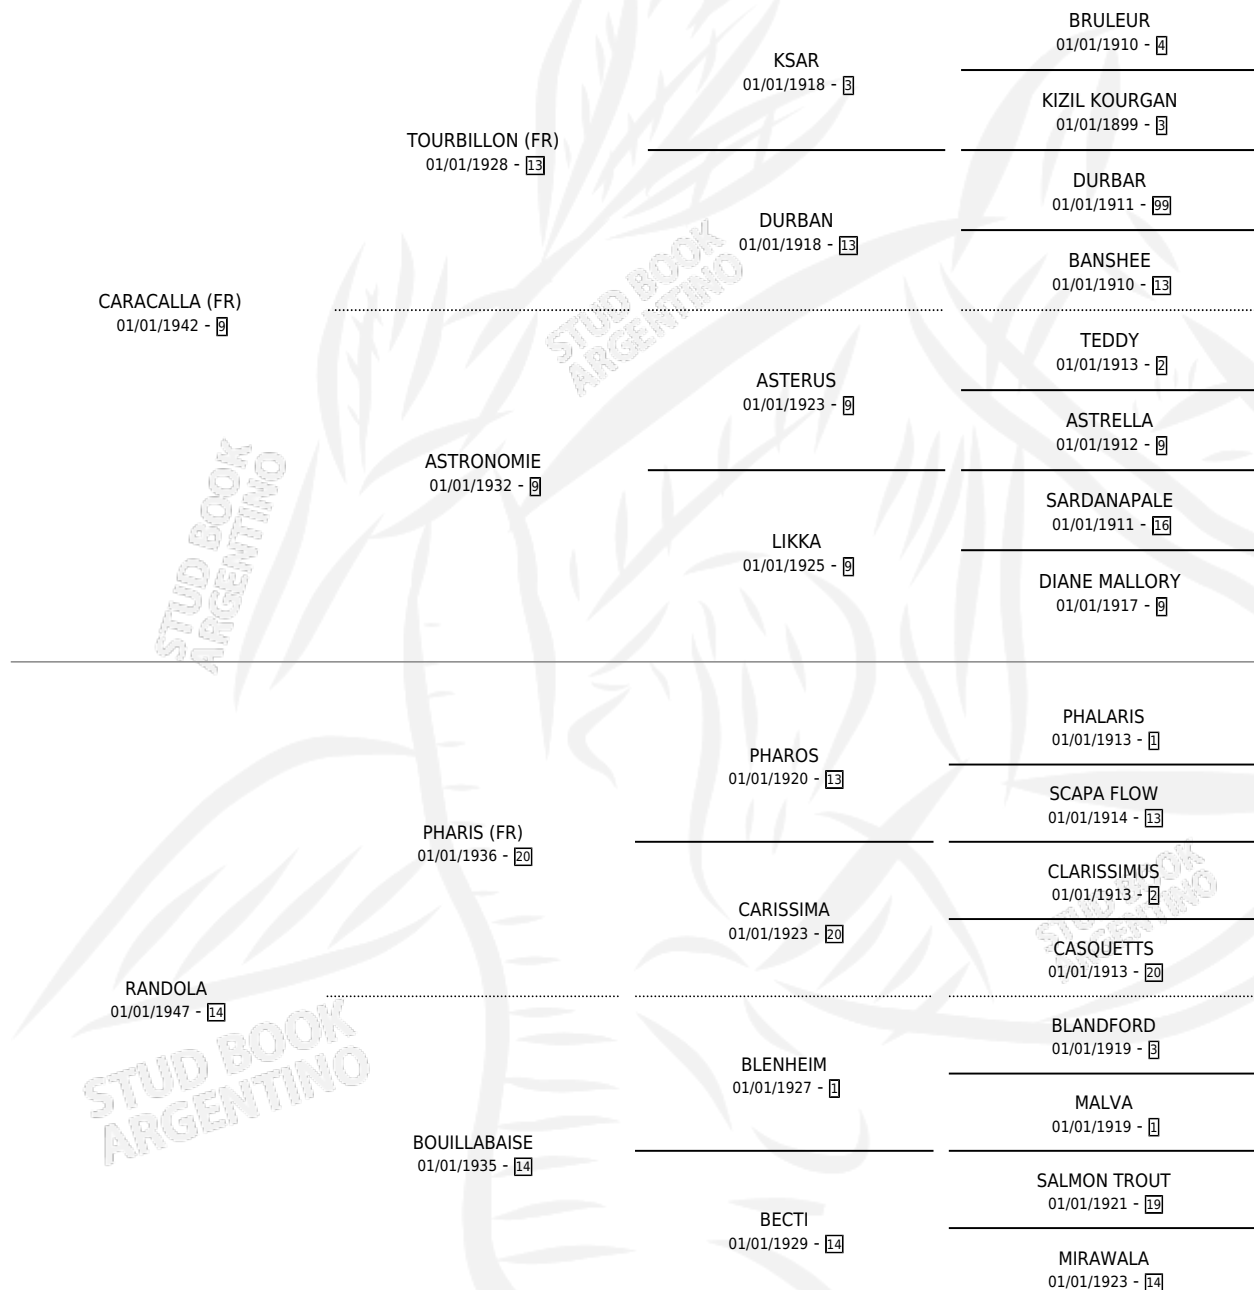 BRULEUR
01/01/1910 - 4
KSAR
01/01/1918 - 3
KIZIL KOURGAN
01/01/1899 - 3
TOURBILLON (FR)
01/01/1928 - 13
DURBAR
01/01/1911 - 99
DURBAN
01/01/1918 - 13
BANSHEE
01/01/1910 - 13
CARACALLA (FR)
01/01/1942 - 9
TEDDY
01/01/1913 - 2
ASTERUS
01/01/1923 - 9
ASTRELLA
01/01/1912 - 9
ASTRONOMIE
01/01/1932 - 9
SARDANAPALE
01/01/1911 - 16
LIKKA
01/01/1925 - 9
DIANE MALLORY
01/01/1917 - 9
PHALARIS
01/01/1913 - 1
PHAROS
01/01/1920 - 13
SCAPA FLOW
01/01/1914 - 13
PHARIS (FR)
01/01/1936 - 20
CLARISSIMUS
01/01/1913 - 2
CARISSIMA
01/01/1923 - 20
CASQUETTS
01/01/1913 - 20
RANDOLA
01/01/1947 - 14
BLANDFORD
01/01/1919 - 3
BLENHEIM
01/01/1927 - 1
MALVA
01/01/1919 - 1
BOUILLABAISE
01/01/1935 - 14
SALMON TROUT
01/01/1921 - 19
BECTI
01/01/1929 - 14
MIRAWALA
01/01/1923 - 14
STUD BOOK
ARGENTINO
STUD BOOK
ARGENTINO
STUD BOOK
ARGENTINO
STUD BOOK
ARGENTINO